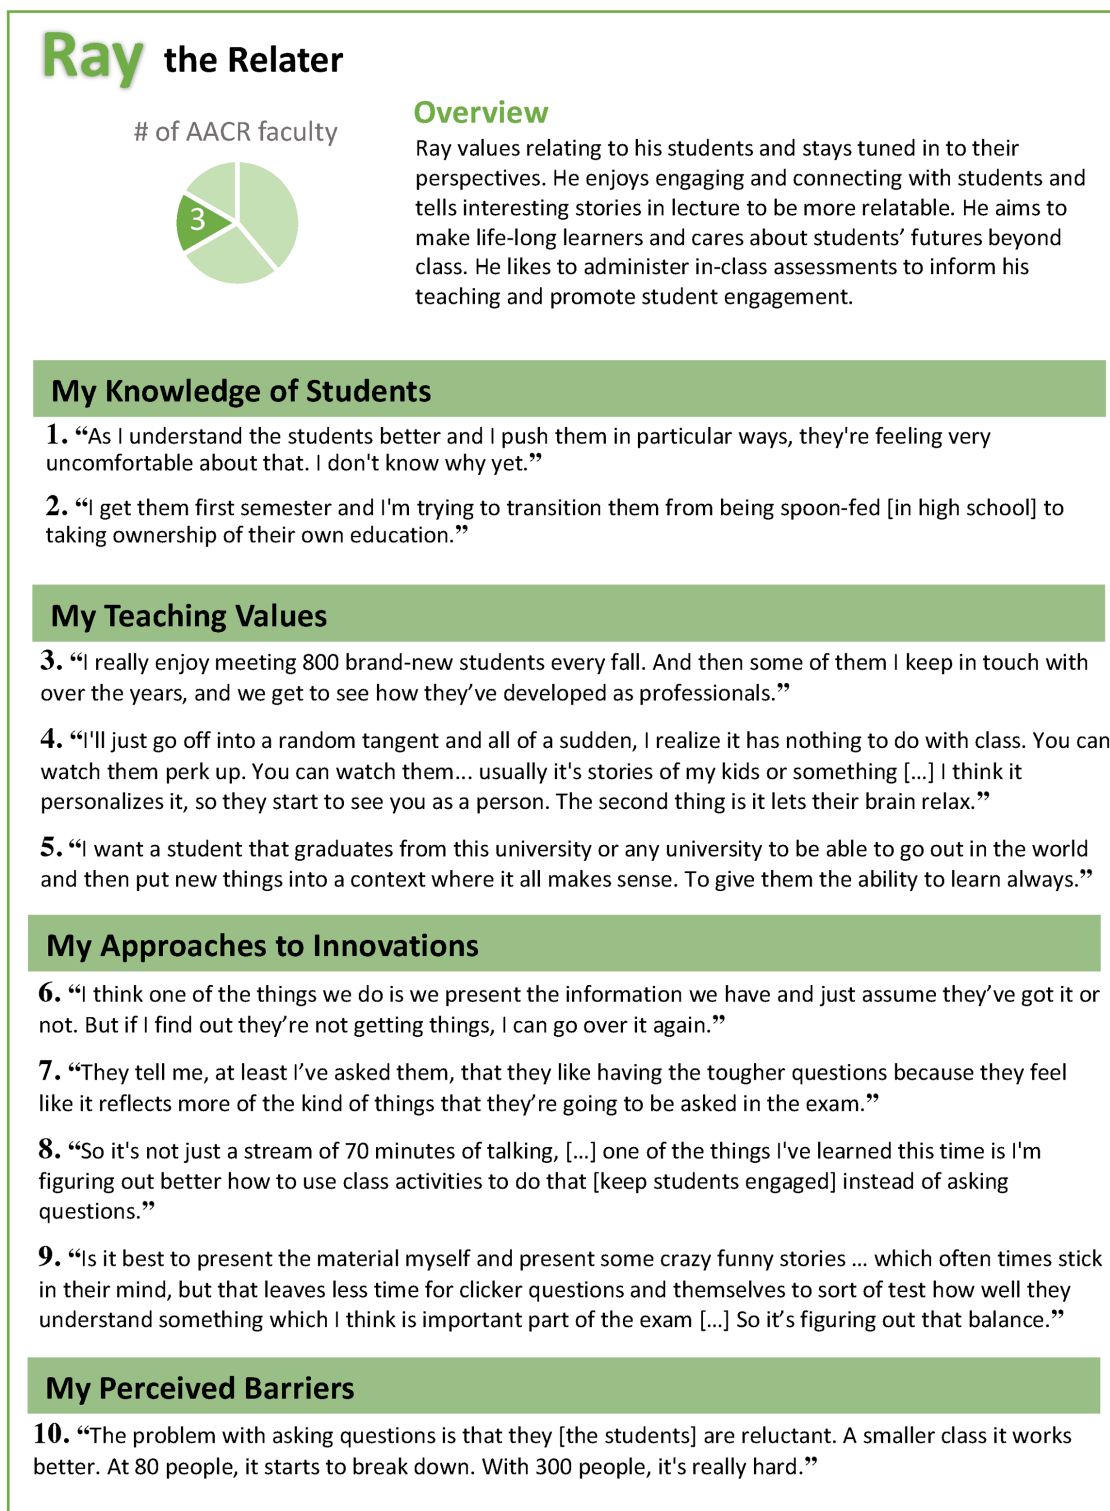 Ray the Relater
# of AACR faculty
3
Overview
Ray values relating to his students and stays tuned in to their
perspectives. He enjoys engaging and connecting with students and
tells interesting stories in lecture to be more relatable. He aims to
make life-long learners and cares about students’ futures beyond
class. He likes to administer in-class assessments to inform his
teaching and promote student engagement.
My Knowledge of Students
1. “As I understand the students better and I push them in particular ways, they're feeling very
uncomfortable about that. I don't know why yet.”
2. “I get them first semester and I'm trying to transition them from being spoon-fed [in high school] to
taking ownership of their own education.”
My Teaching Values
3. “I really enjoy meeting 800 brand-new students every fall. And then some of them I keep in touch with
over the years, and we get to see how they’ve developed as professionals.”
4. “I'll just go off into a random tangent and all of a sudden, I realize it has nothing to do with class. You can
watch them perk up. You can watch them... usually it's stories of my kids or something [...] I think it
personalizes it, so they start to see you as a person. The second thing is it lets their brain relax.”
5. “I want a student that graduates from this university or any university to be able to go out in the world
and then put new things into a context where it all makes sense. To give them the ability to learn always.”
My Approaches to Innovations
6. “I think one of the things we do is we present the information we have and just assume they’ve got it or
not. But if I find out they’re not getting things, I can go over it again.”
7. “They tell me, at least I’ve asked them, that they like having the tougher questions because they feel
like it reflects more of the kind of things that they’re going to be asked in the exam.”
8. “So it's not just a stream of 70 minutes of talking, [...] one of the things I've learned this time is I'm
figuring out better how to use class activities to do that [keep students engaged] instead of asking
questions.”
9. “Is it best to present the material myself and present some crazy funny stories ... which often times stick
in their mind, but that leaves less time for clicker questions and themselves to sort of test how well they
understand something which I think is important part of the exam [...] So it’s figuring out that balance.”
My Perceived Barriers
10. “The problem with asking questions is that they [the students] are reluctant. A smaller class it works
better. At 80 people, it starts to break down. With 300 people, it's really hard.”